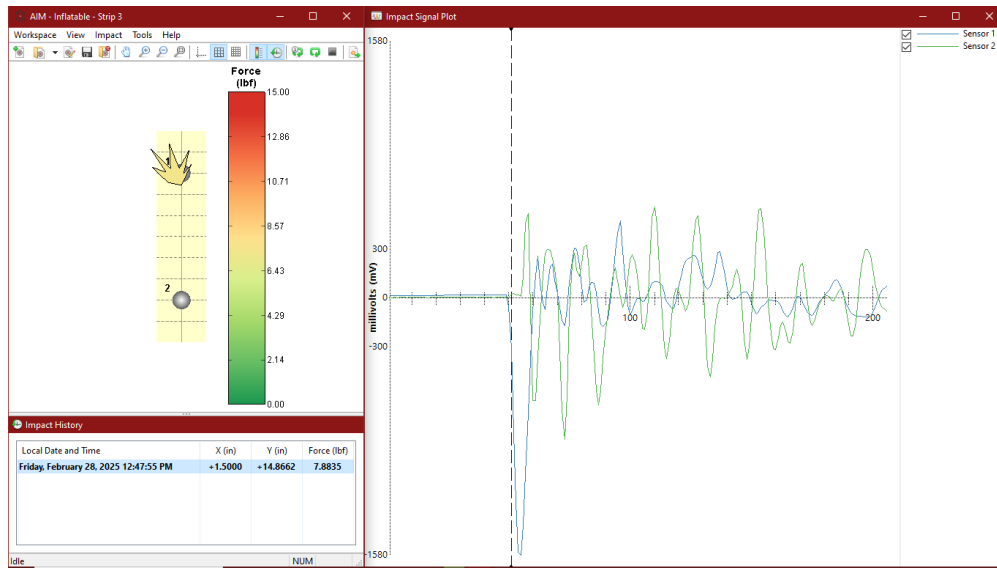 AIM - Inflatable - Strip 3
Workspace View Impact Tools Help
Force
(lbf)
15.00
12.86
10.71
8.57
6.43
4.29
2.14
0.00
1
2
Impact History
Local Date and Time X (in) Y (in) Force (lbf)
Friday, February 28, 2025 12:47:55 PM +1.5000 +14.8662 7.8835
Idle NUM
Impact Signal Plot
1580
300
0
-300
-1580
millivolts (mV)
100
200
Sensor 1
Sensor 2